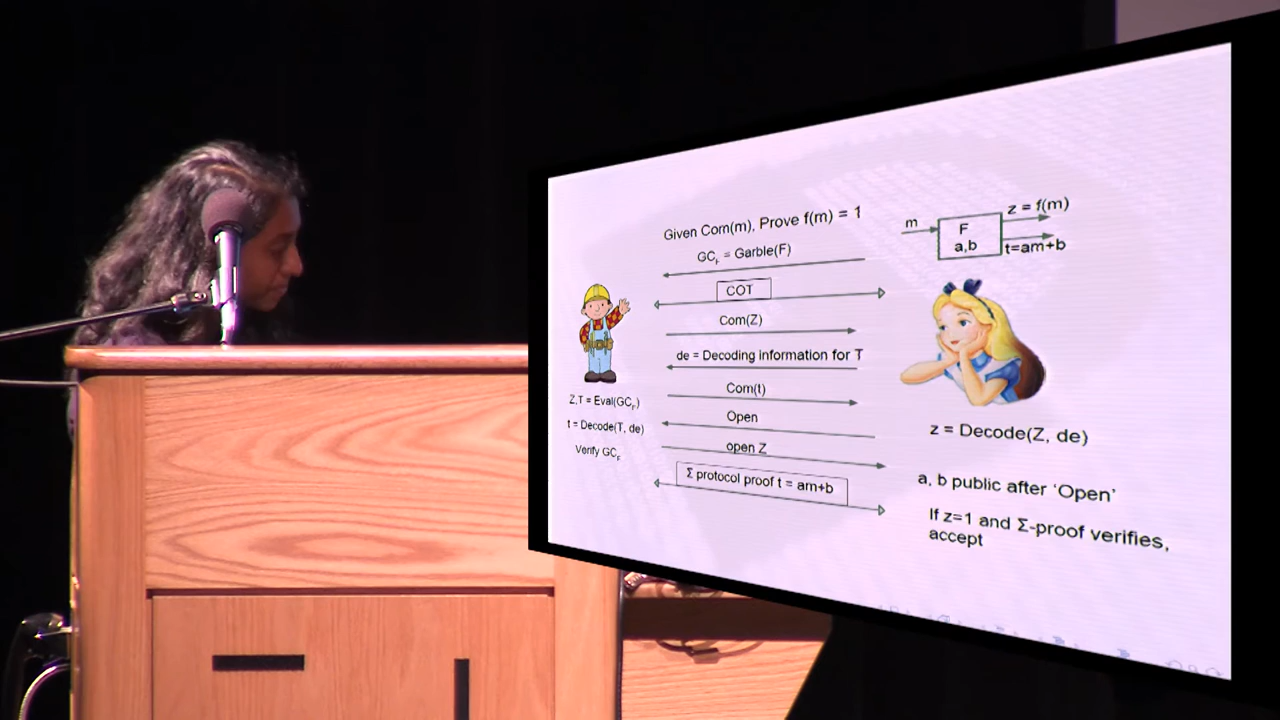 Given Com(m), Prove f(m) = 1
z = f(m)
m
F
a,b
t=am+b
GC_F = Garble(F)
COT
Com(Z)
de = Decoding information for T
Com(t)
Open
open Z
Σ protocol proof t = am+b
Z,T = Eval(GC_F)
t = Decode(T, de)
Verify GC_F
z = Decode(Z, de)
a, b public after ‘Open’
If z=1 and Σ-proof verifies,
accept